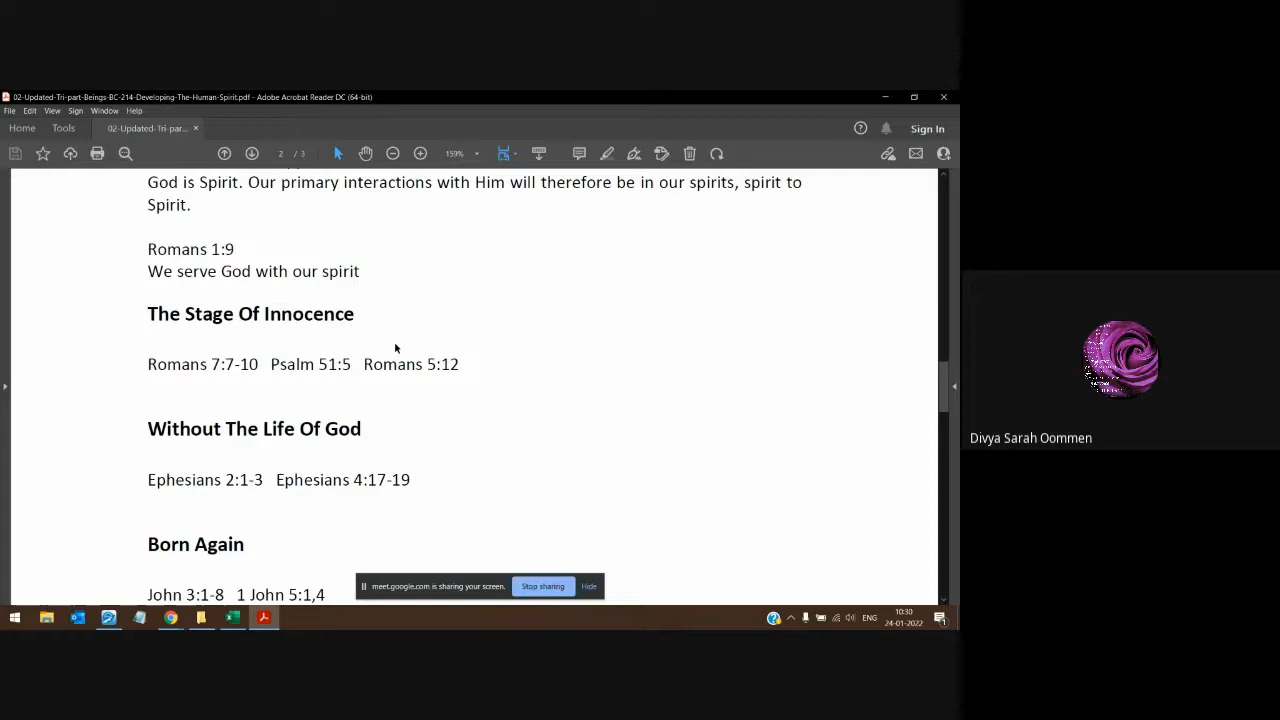 02-Updated-Tri-part-Beings-BC-214-Developing-The-Human-Spirit.pdf - Adobe Acrobat Reader DC (64-bit)
File Edit View Sign Window Help
Home Tools 02-Updated-Tri-par... × Sign In
2 / 3 159%
God is Spirit. Our primary interactions with Him will therefore be in our spirits, spirit to
Spirit.
Romans 1:9
We serve God with our spirit
The Stage Of Innocence
Romans 7:7-10 Psalm 51:5 Romans 5:12
Without The Life Of God
Ephesians 2:1-3 Ephesians 4:17-19
Born Again
John 3:1-8 1 John 5:1,4
meet.google.com is sharing your screen. Stop sharing Hide
ENG
10:30
24-01-2022
Divya Sarah Oommen